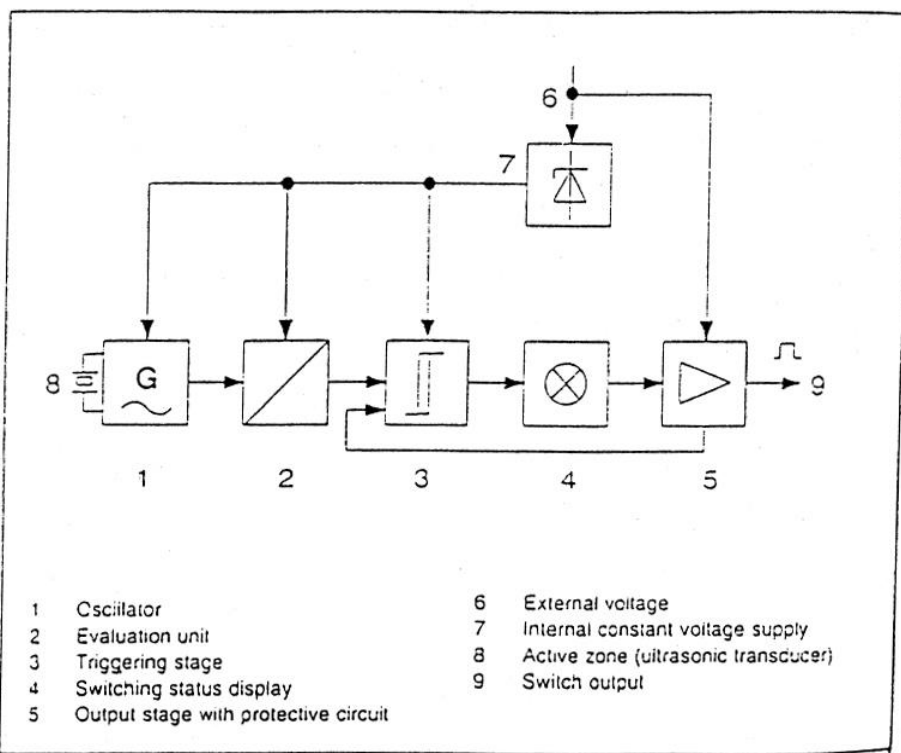 6
7
8
G
9
1
2
3
4
5
1 Oscillator
2 Evaluation unit
3 Triggering stage
4 Switching status display
5 Output stage with protective circuit
6 External voltage
7 Internal constant voltage supply
8 Active zone (ultrasonic transducer)
9 Switch output